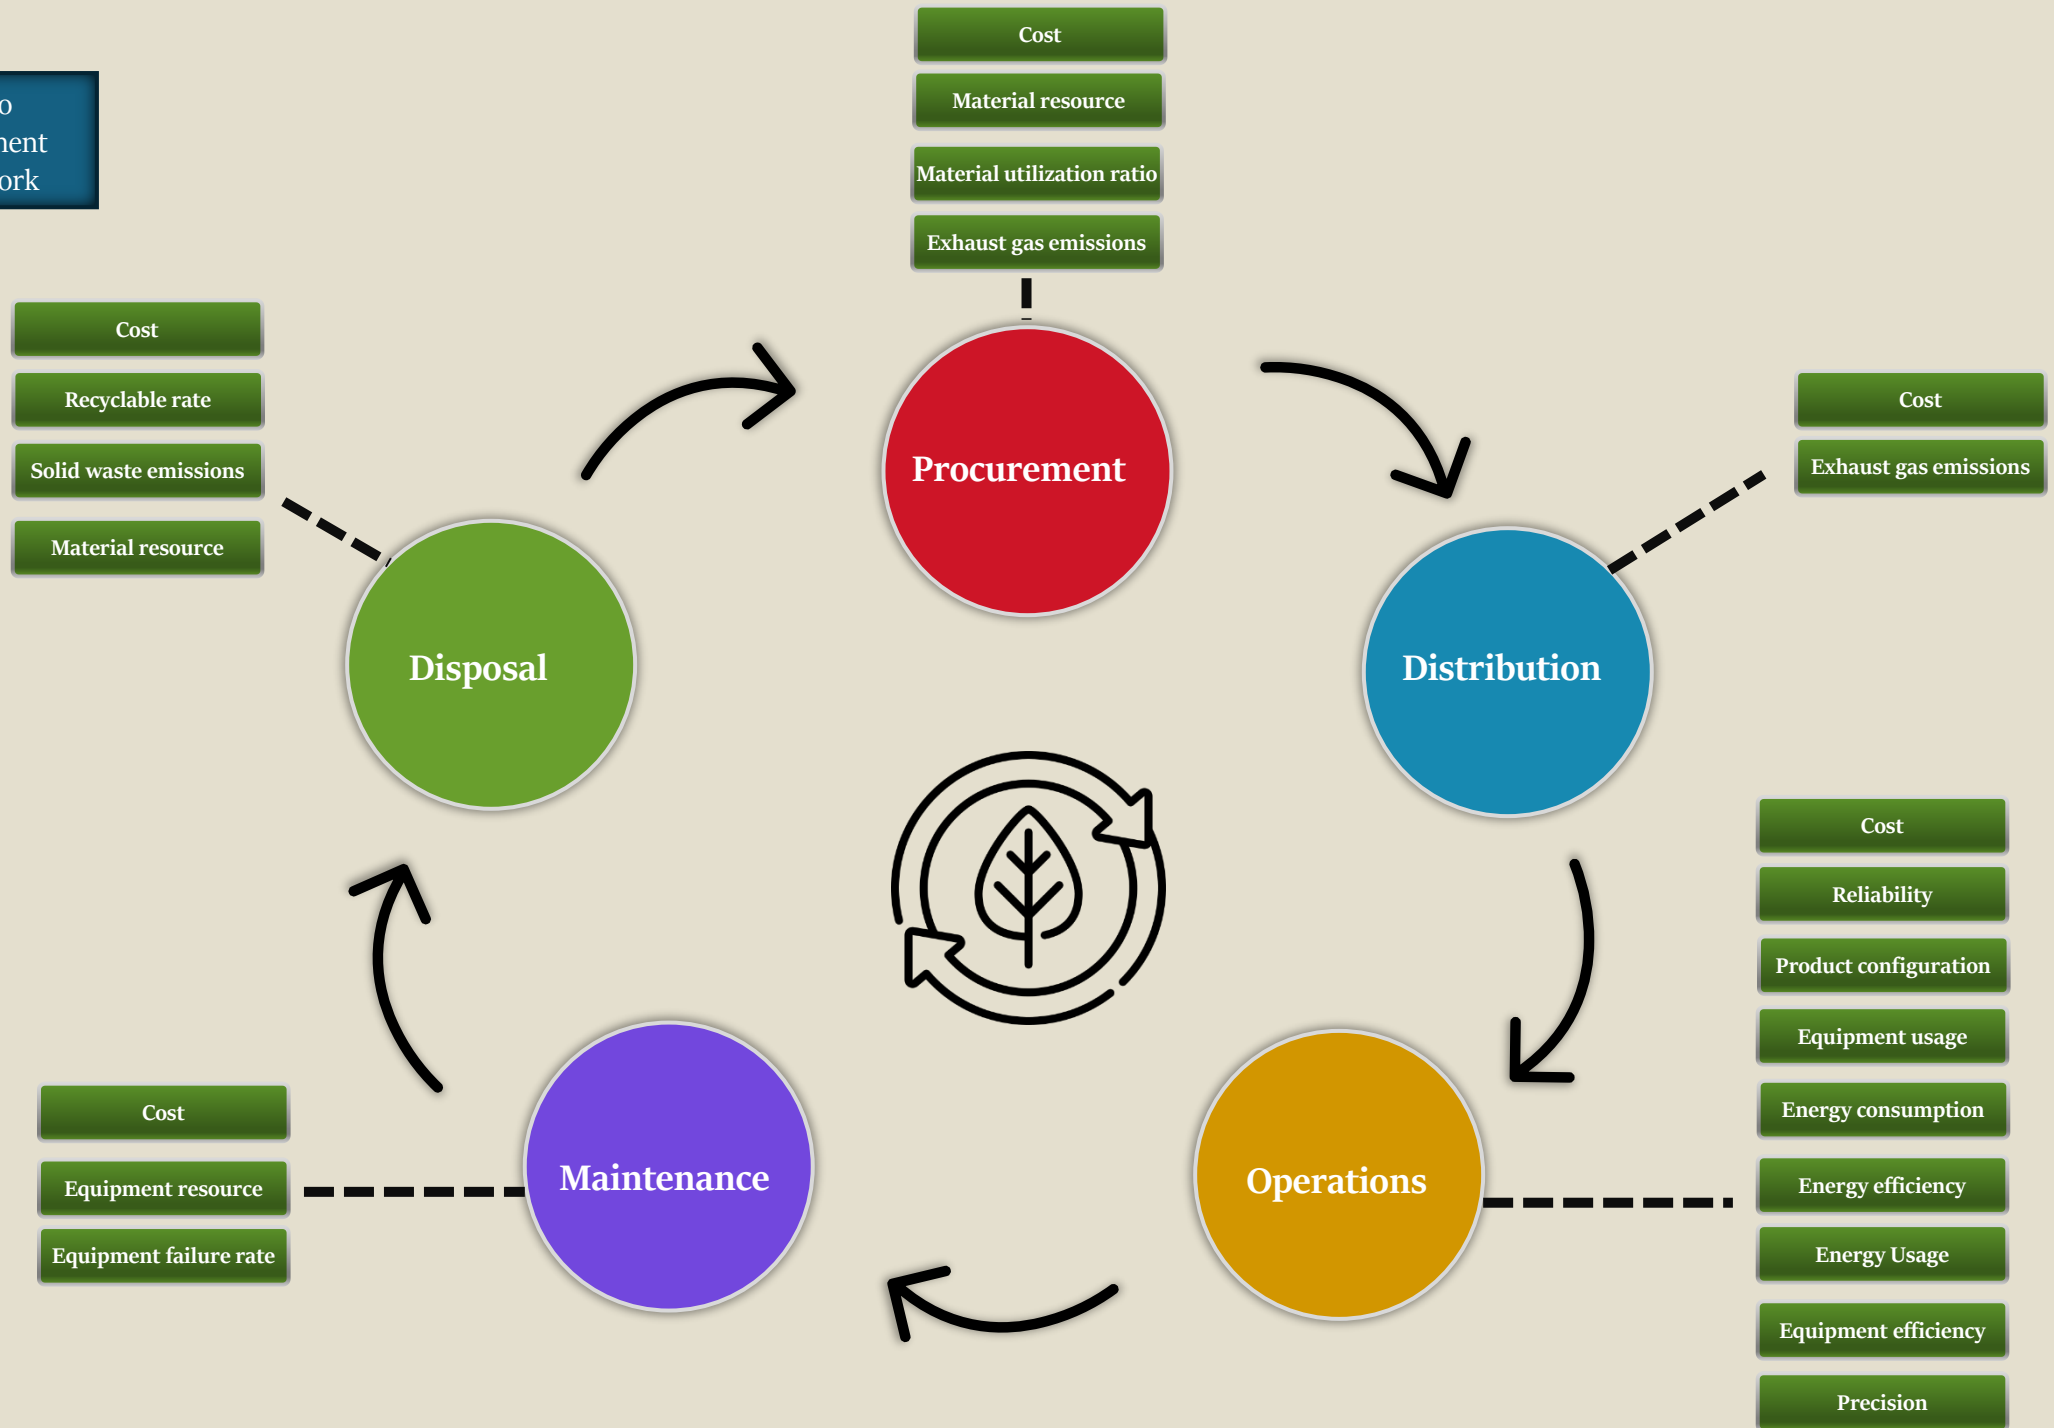 Cost
Material resource
Material utilization ratio
Exhaust gas emissions
Procurement
Cost
Exhaust gas emissions
Distribution
Cost
Reliability
Product configuration
Equipment usage
Energy consumption
Energy efficiency
Energy Usage
Equipment efficiency
Precision
Operations
Cost
Equipment resource
Equipment failure rate
Maintenance
Cost
Recyclable rate
Solid waste emissions
Material resource
Disposal